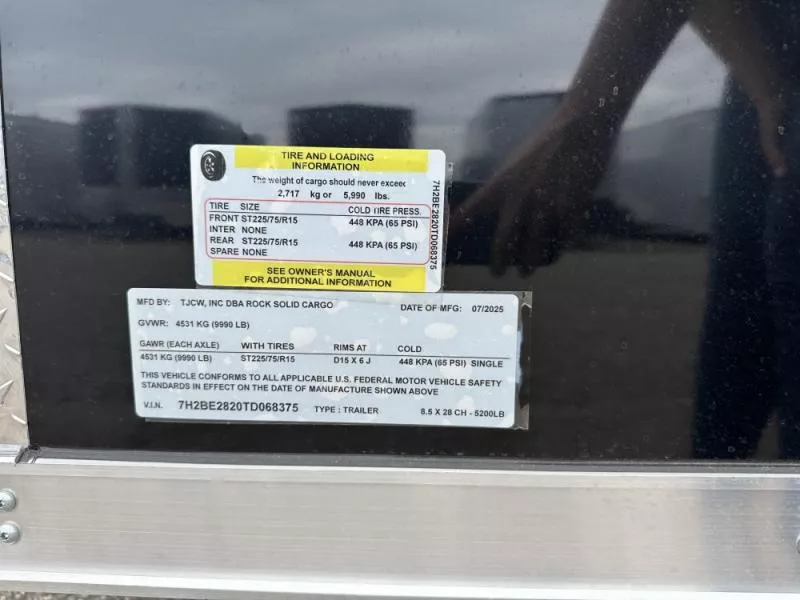 TIRE AND LOADING
INFORMATION
The weight of cargo should never exceed
2,717 kg or 5,990 lbs.
TIRE SIZE COLD TIRE PRESS.
FRONT ST225/75/R15 448 KPA (65 PSI)
INTER NONE
REAR ST225/75/R15 448 KPA (65 PSI)
SPARE NONE
SEE OWNER'S MANUAL
FOR ADDITIONAL INFORMATION
7H2BE2820TD068375
MFD BY: TJCW, INC DBA ROCK SOLID CARGO DATE OF MFG: 07/2025
GVWR: 4531 KG (9990 LB)
GAWR (EACH AXLE) WITH TIRES RIMS AT COLD
4531 KG (9990 LB) ST225/75/R15 D15 X 6 J 448 KPA (65 PSI) SINGLE
THIS VEHICLE CONFORMS TO ALL APPLICABLE U.S. FEDERAL MOTOR VEHICLE SAFETY
STANDARDS IN EFFECT ON THE DATE OF MANUFACTURE SHOWN ABOVE
V.I.N. 7H2BE2820TD068375 TYPE : TRAILER 8.5 X 28 CH - 5200LB